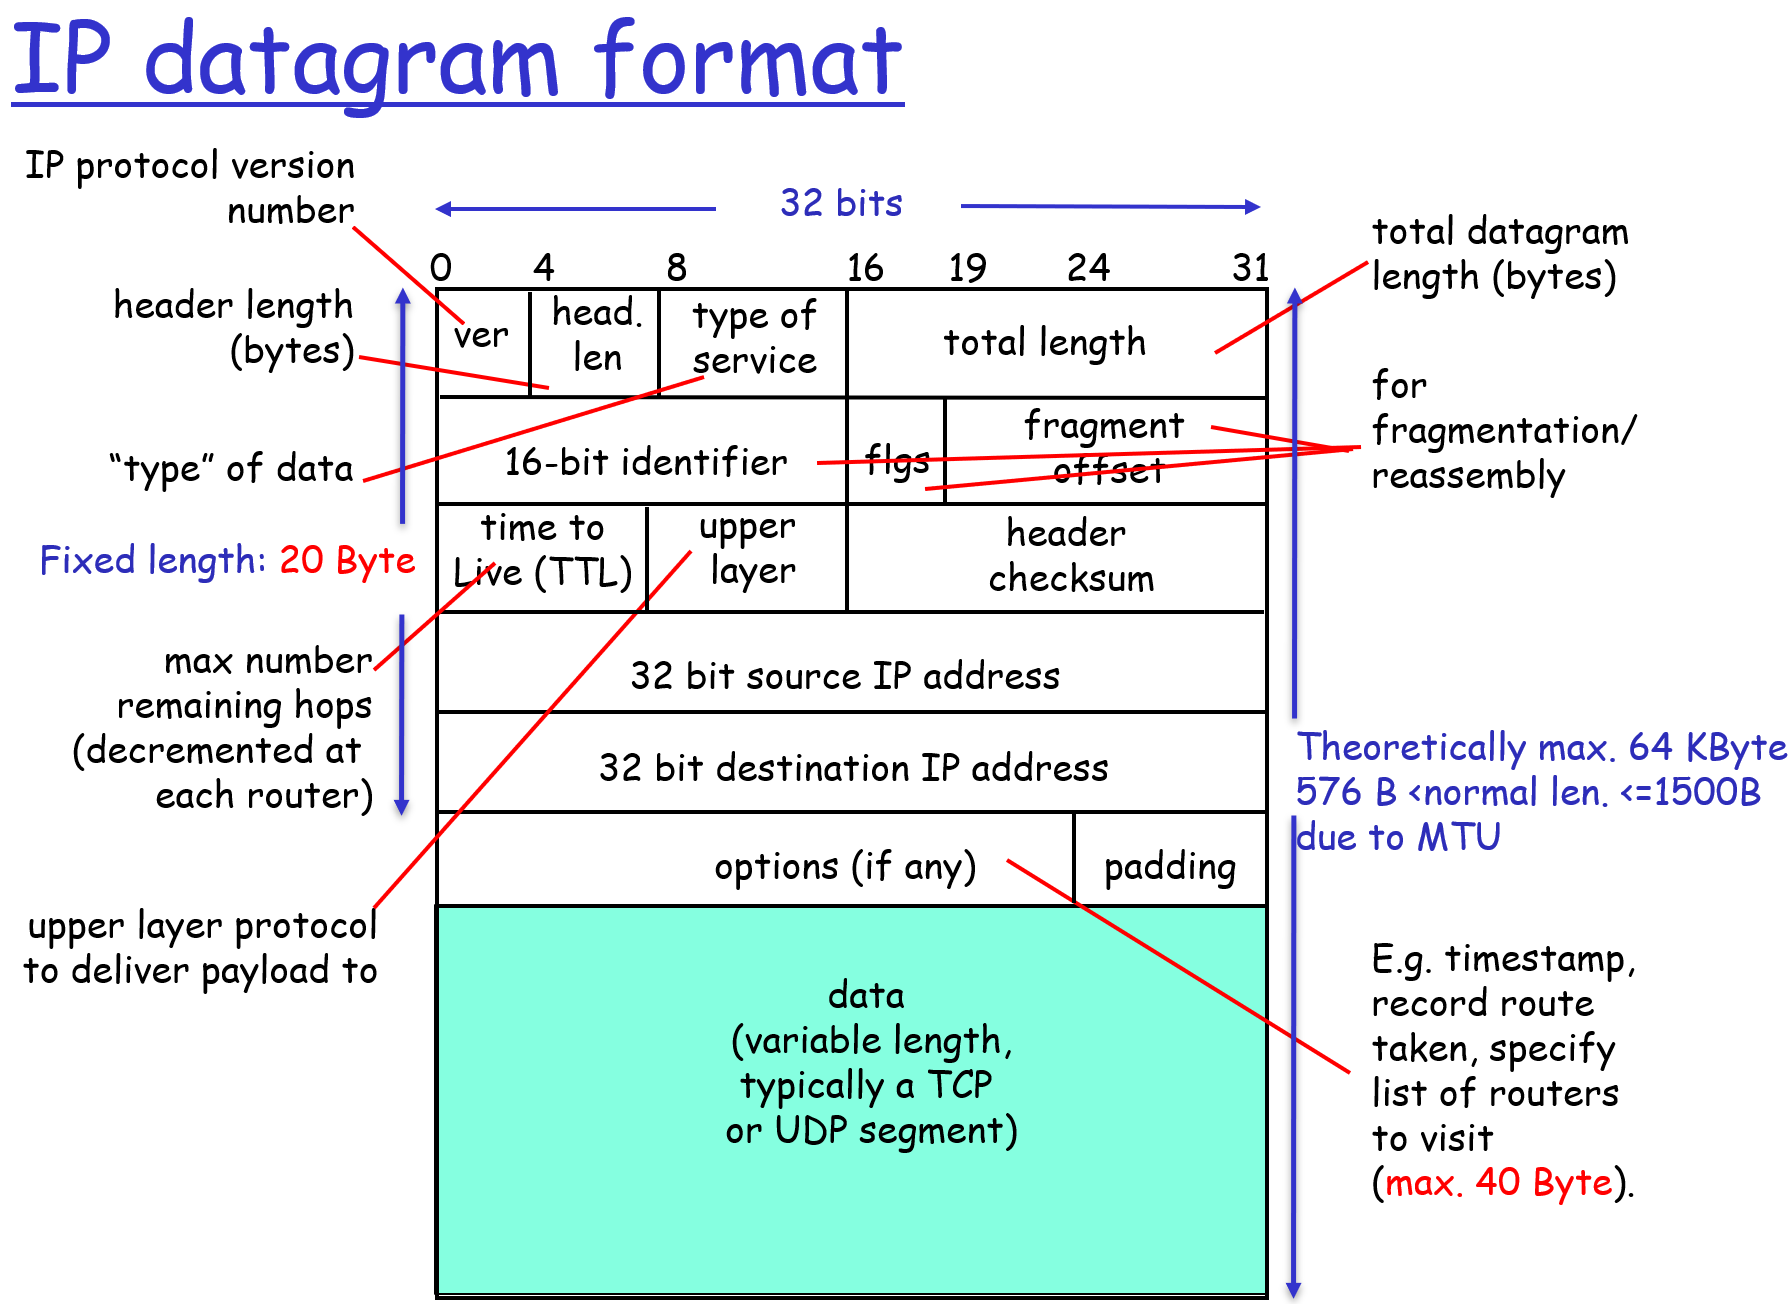 IP datagram format
IP protocol version
number
32 bits
total datagram
length (bytes)
0 4 8 16 19 24 31
header length
(bytes)
ver
head.
len
type of
service
total length
for
fragmentation/
reassembly
"type" of data
16-bit identifier
flgs
fragment
offset
Fixed length: 20 Byte
time to
Live (TTL)
upper
layer
header
checksum
max number
remaining hops
(decremented at
each router)
32 bit source IP address
32 bit destination IP address
Theoretically max. 64 KByte
576 B <normal len. <=1500B
due to MTU
options (if any)
padding
upper layer protocol
to deliver payload to
data
(variable length,
typically a TCP
or UDP segment)
E.g. timestamp,
record route
taken, specify
list of routers
to visit
(max. 40 Byte).